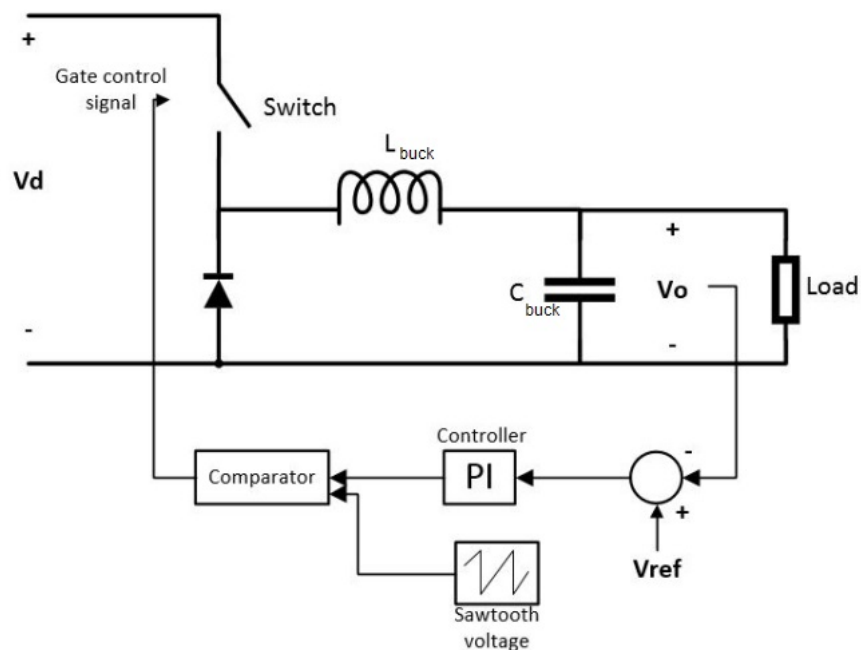 +
Gate control
signal
Switch
L buck
Vd
+
C buck
Vo
Load
-
-
Controller
Comparator
PI
-
+
Vref
Sawtooth
voltage